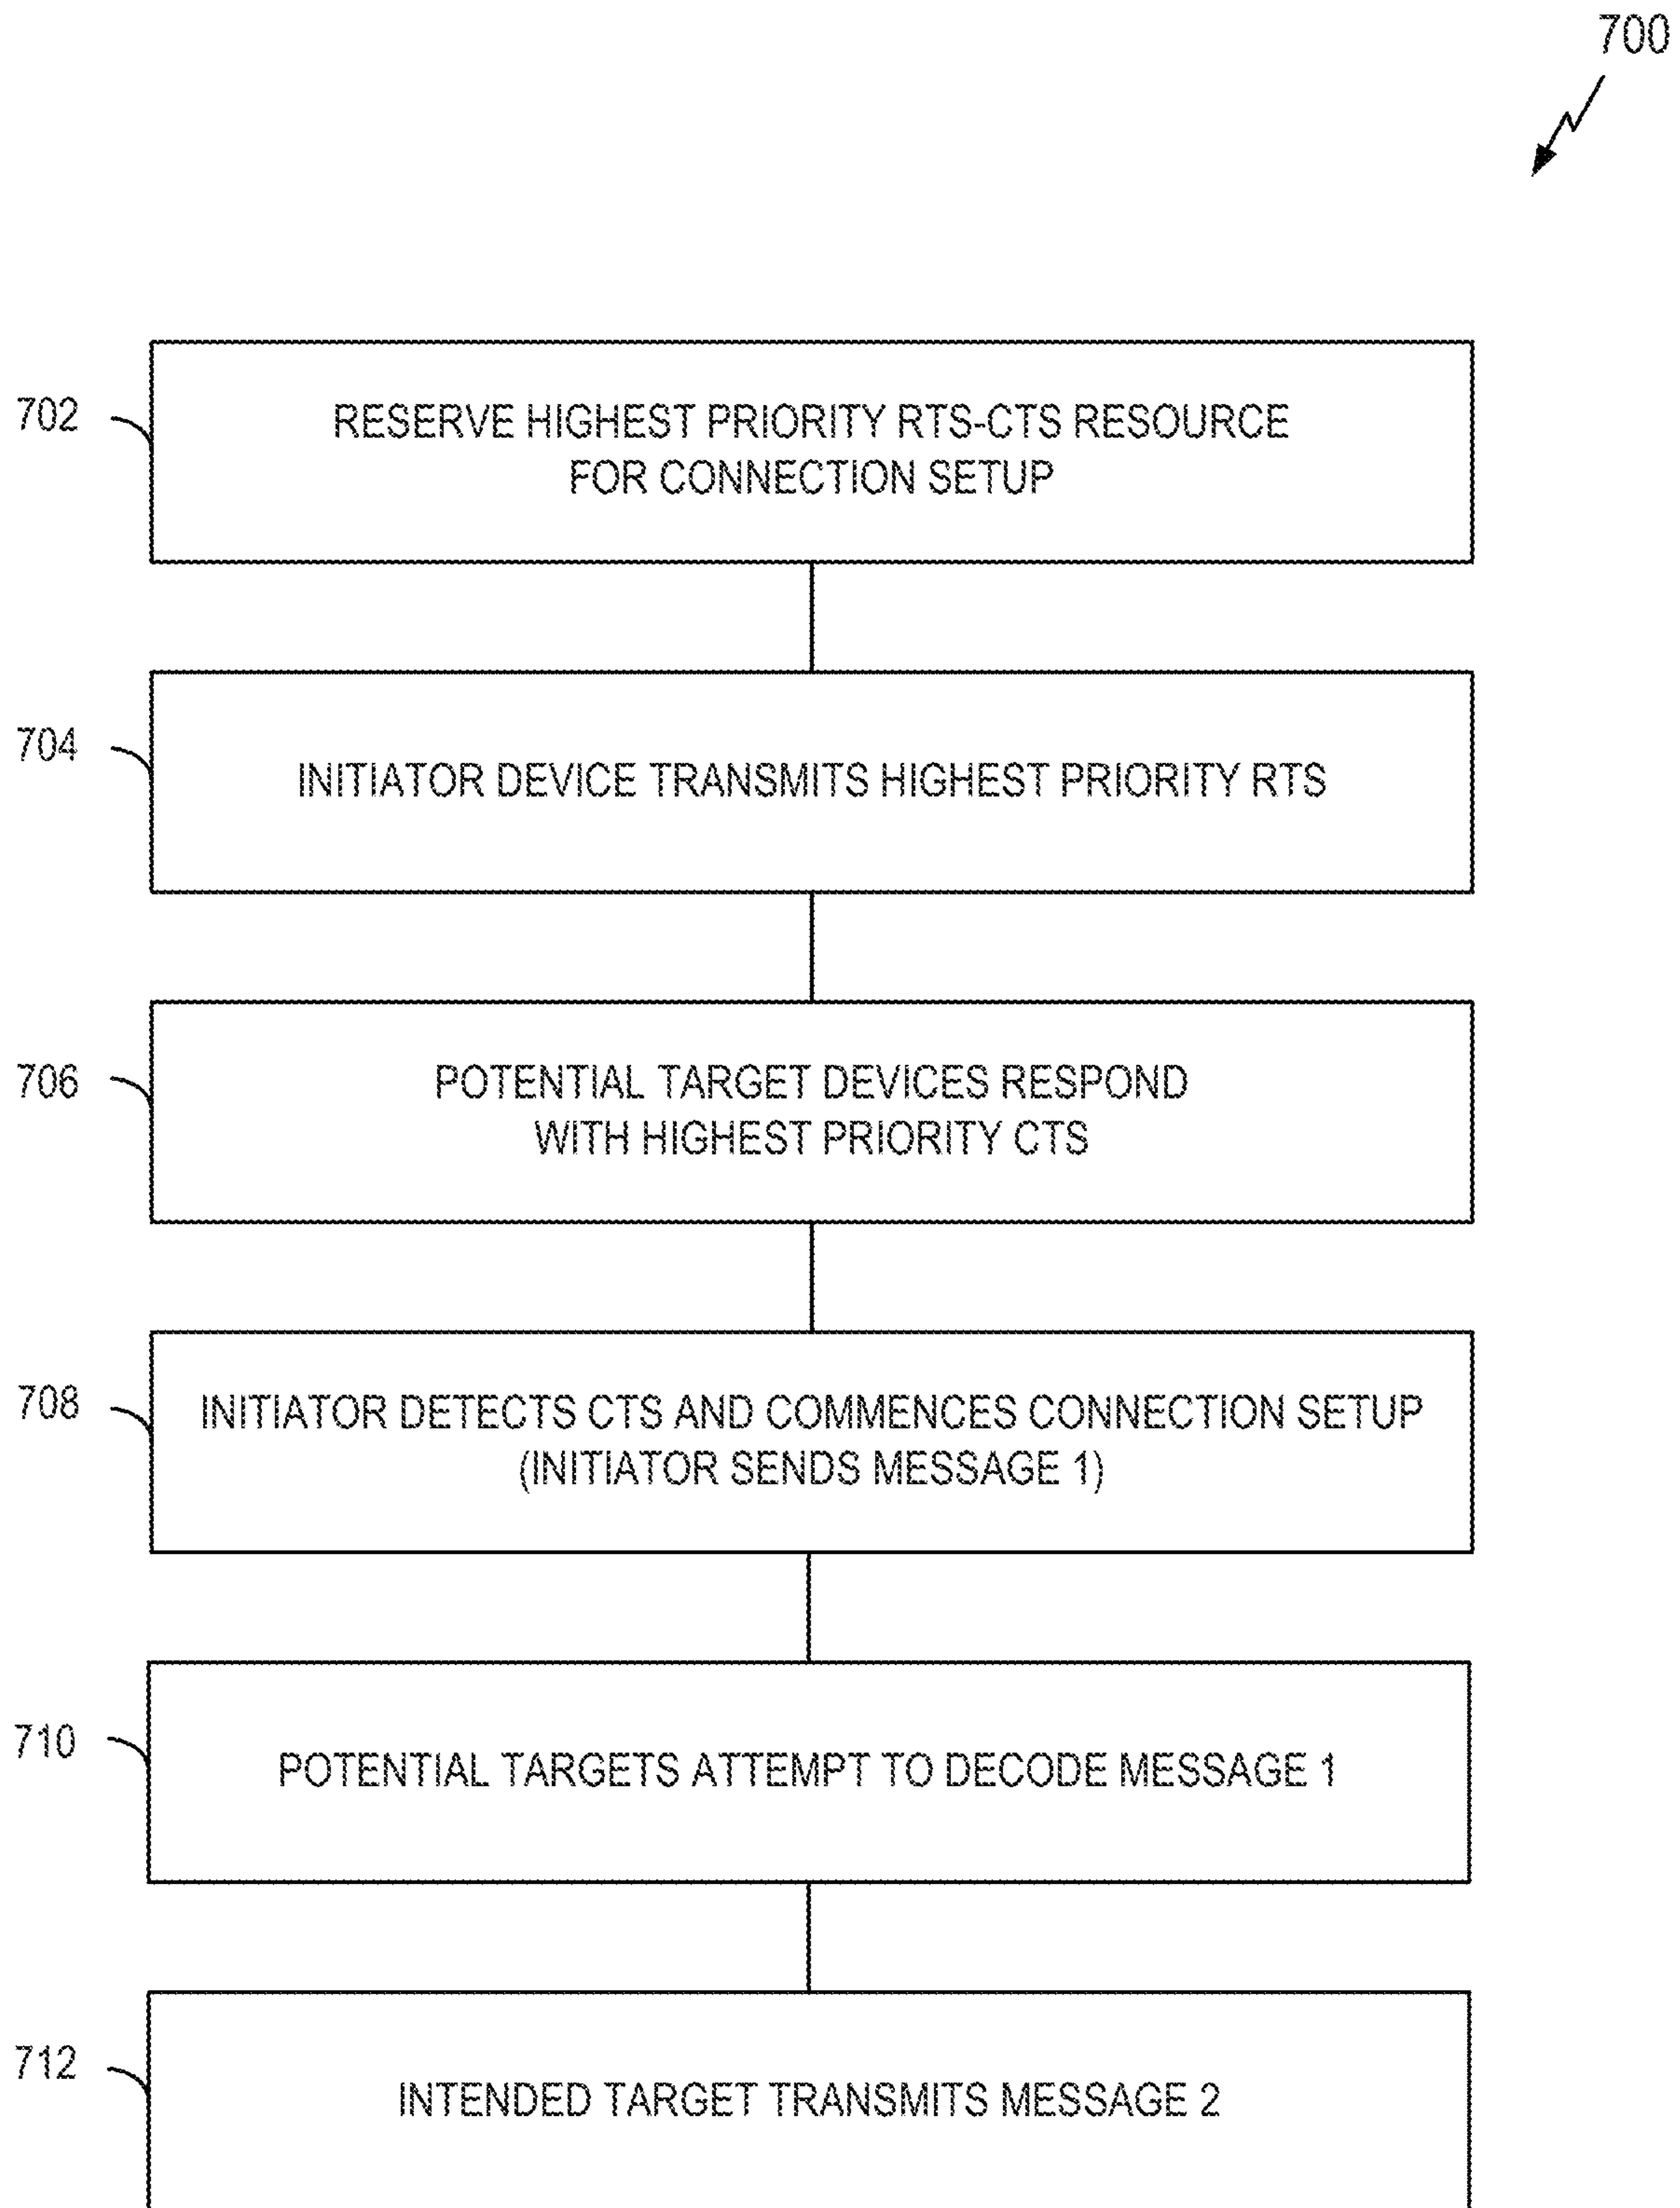 700
702
RESERVE HIGHEST PRIORITY RTS-CTS RESOURCE
FOR CONNECTION SETUP
704
INITIATOR DEVICE TRANSMITS HIGHEST PRIORITY RTS
706
POTENTIAL TARGET DEVICES RESPOND
WITH HIGHEST PRIORITY CTS
708
INITIATOR DETECTS CTS AND COMMENCES CONNECTION SETUP
(INITIATOR SENDS MESSAGE 1)
710
POTENTIAL TARGETS ATTEMPT TO DECODE MESSAGE 1
712
INTENDED TARGET TRANSMITS MESSAGE 2